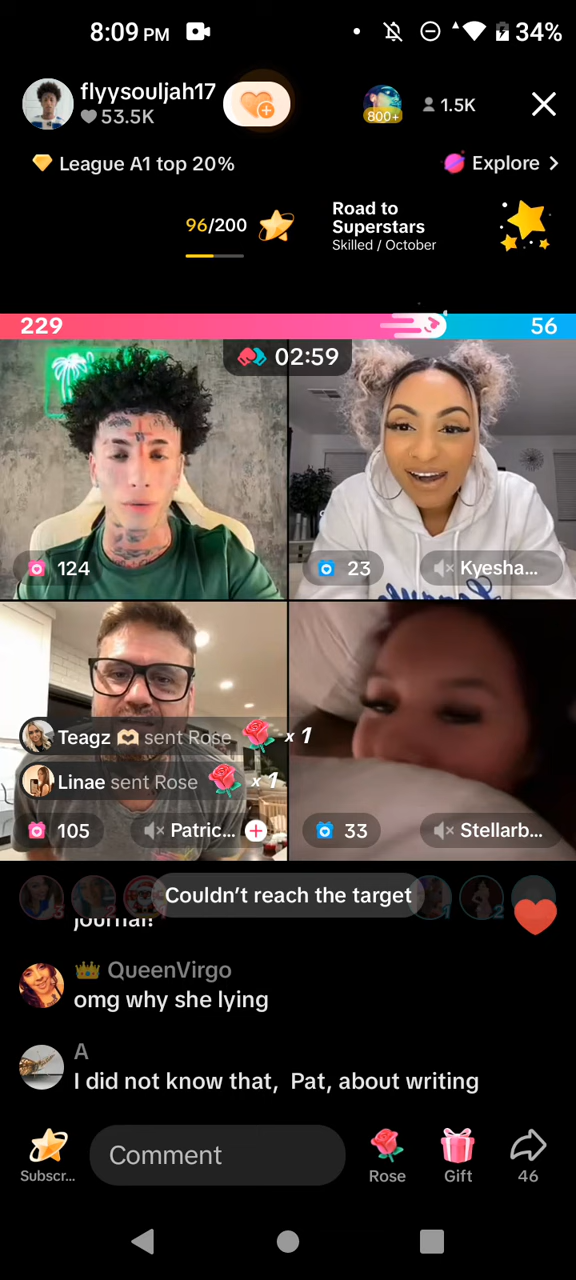 8:09 PM
34%
flyysouljah17
53.5K
800+
1.5K
League A1 top 20%
Explore >
96/200
Road to
Superstars
Skilled / October
229
56
02:59
124
23
Kyesha...
Teagz 🫶 sent Rose x 1
Linae sent Rose x 1
105
Patric...
33
Stellarb...
Couldn't reach the target
journal!
QueenVirgo
omg why she lying
A
I did not know that, Pat, about writing
Subscr...
Comment
Rose
Gift
46